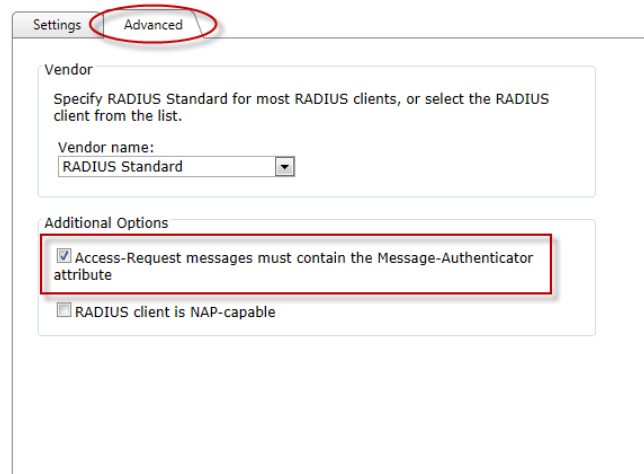 Settings Advanced
Vendor
Specify RADIUS Standard for most RADIUS clients, or select the RADIUS
client from the list.
Vendor name:
RADIUS Standard
Additional Options
Access-Request messages must contain the Message-Authenticator
attribute
RADIUS client is NAP-capable